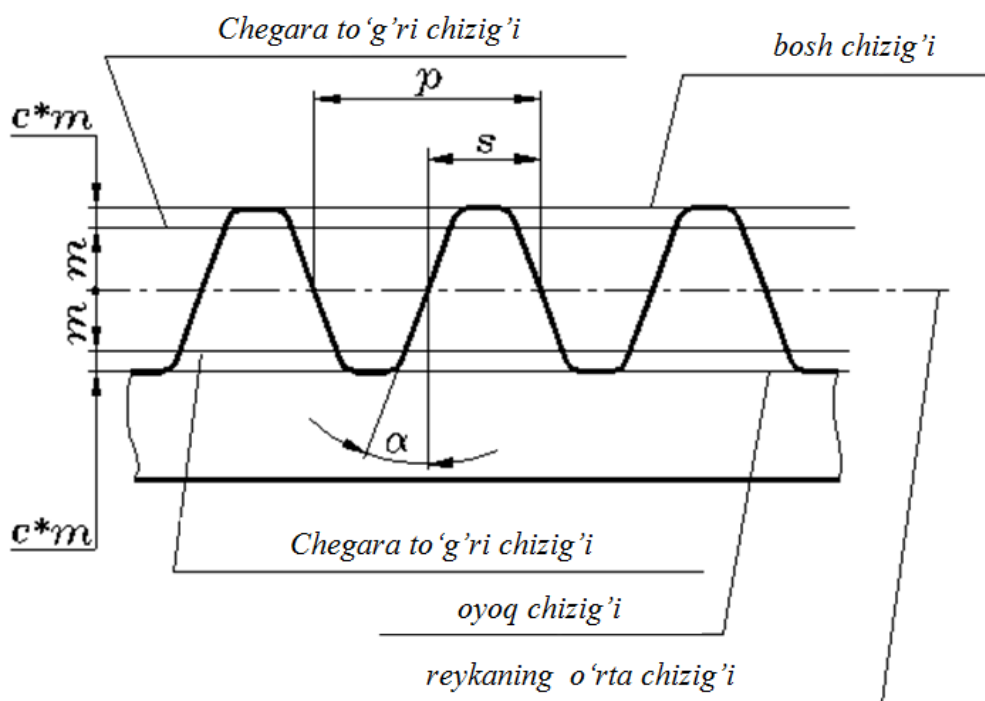 Chegara to‘g’ri chizig’i
bosh chizig’i
p
c*m
s
m
m
α
c*m
Chegara to‘g’ri chizig’i
oyoq chizig’i
reykaning o‘rta chizig’i